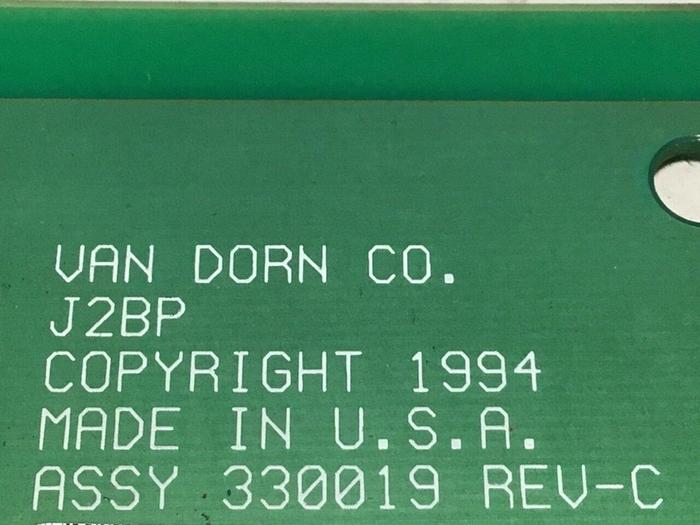 VAN DORN CO.
J2BP
COPYRIGHT 1994
MADE IN U.S.A.
ASSY 330019 REV-C